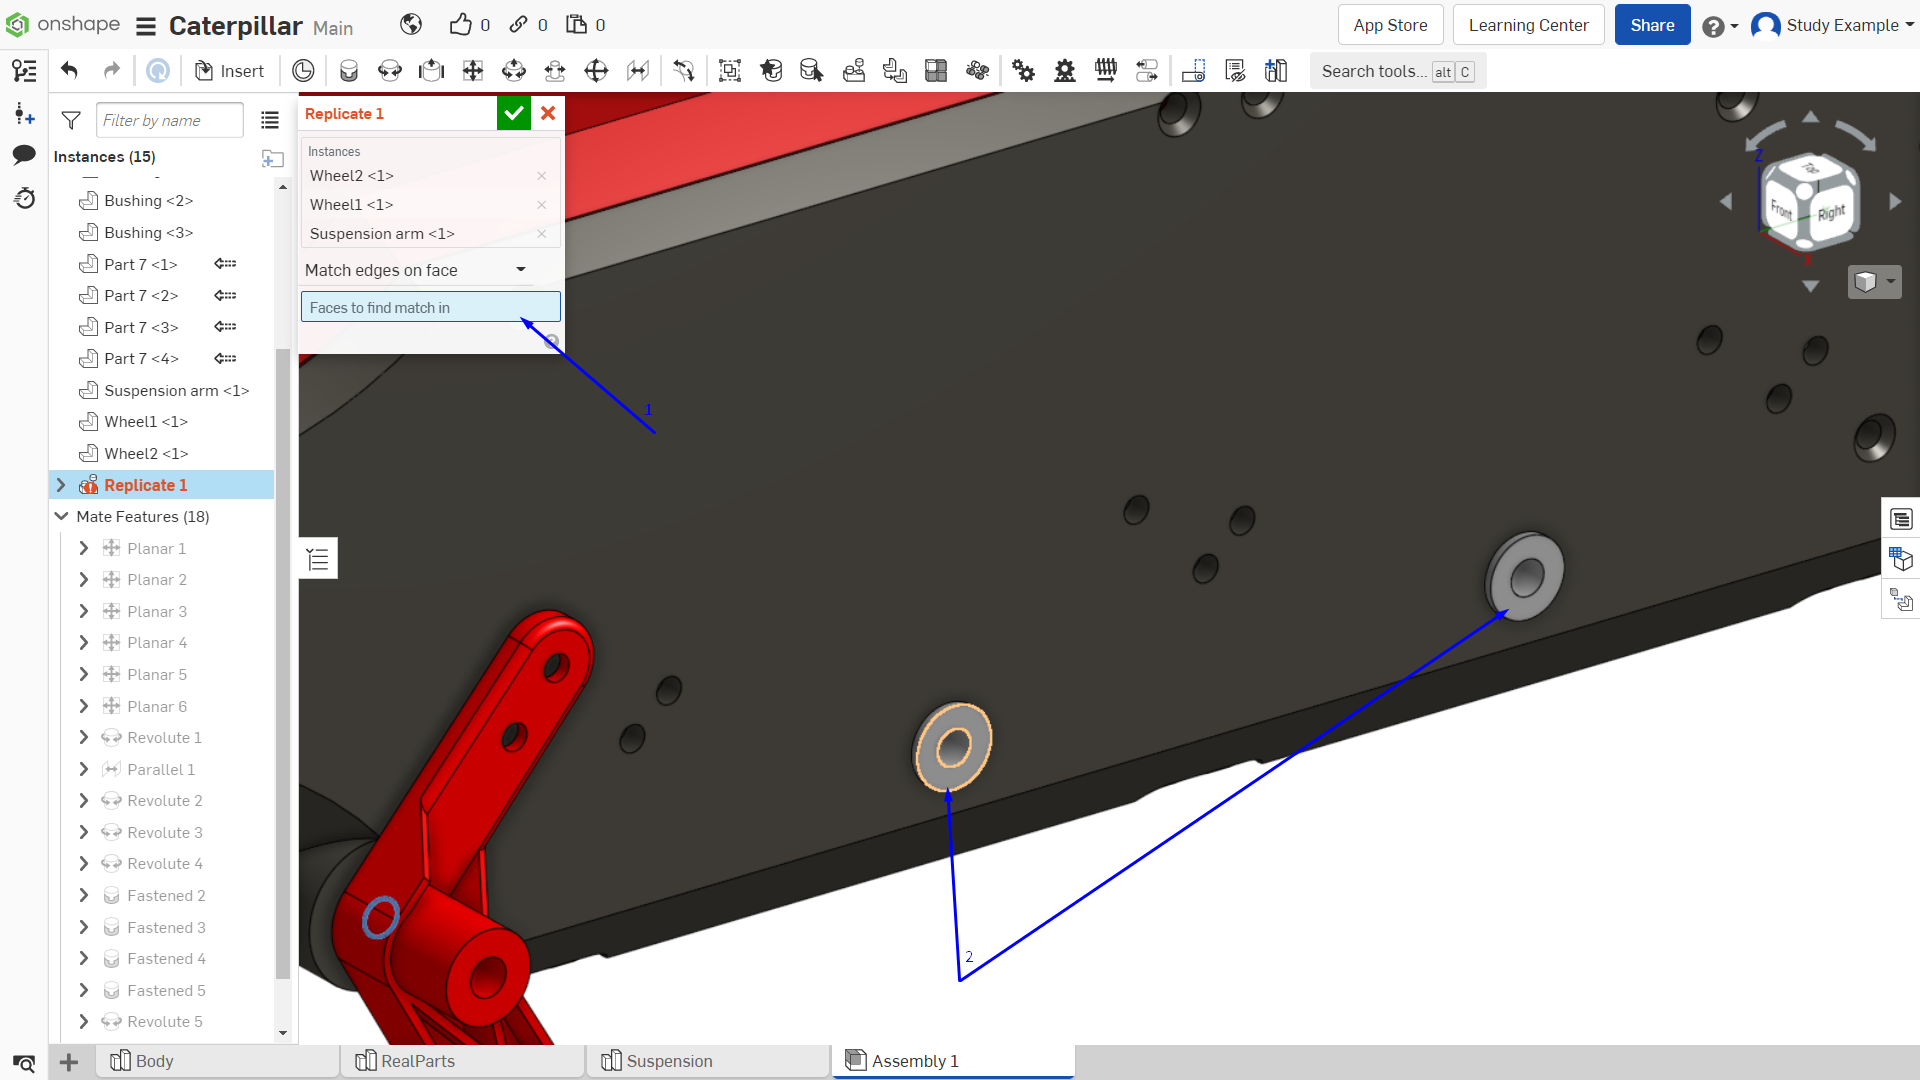 onshape
Caterpillar Main
0
0
0
App Store
Learning Center
Share
Study Example
Insert
Search tools... alt C
Filter by name
Instances (15)
Bushing <2>
Bushing <3>
Part 7 <1>
Part 7 <2>
Part 7 <3>
Part 7 <4>
Suspension arm <1>
Wheel1 <1>
Wheel2 <1>
Replicate 1
Mate Features (18)
Planar 1
Planar 2
Planar 3
Planar 4
Planar 5
Planar 6
Revolute 1
Parallel 1
Revolute 2
Revolute 3
Revolute 4
Fastened 2
Fastened 3
Fastened 4
Fastened 5
Revolute 5
Replicate 1
Instances
Wheel2 <1>
Wheel1 <1>
Suspension arm <1>
Match edges on face
Faces to find match in
1
2
Z
Top
Front
Right
X
Body
RealParts
Suspension
Assembly 1